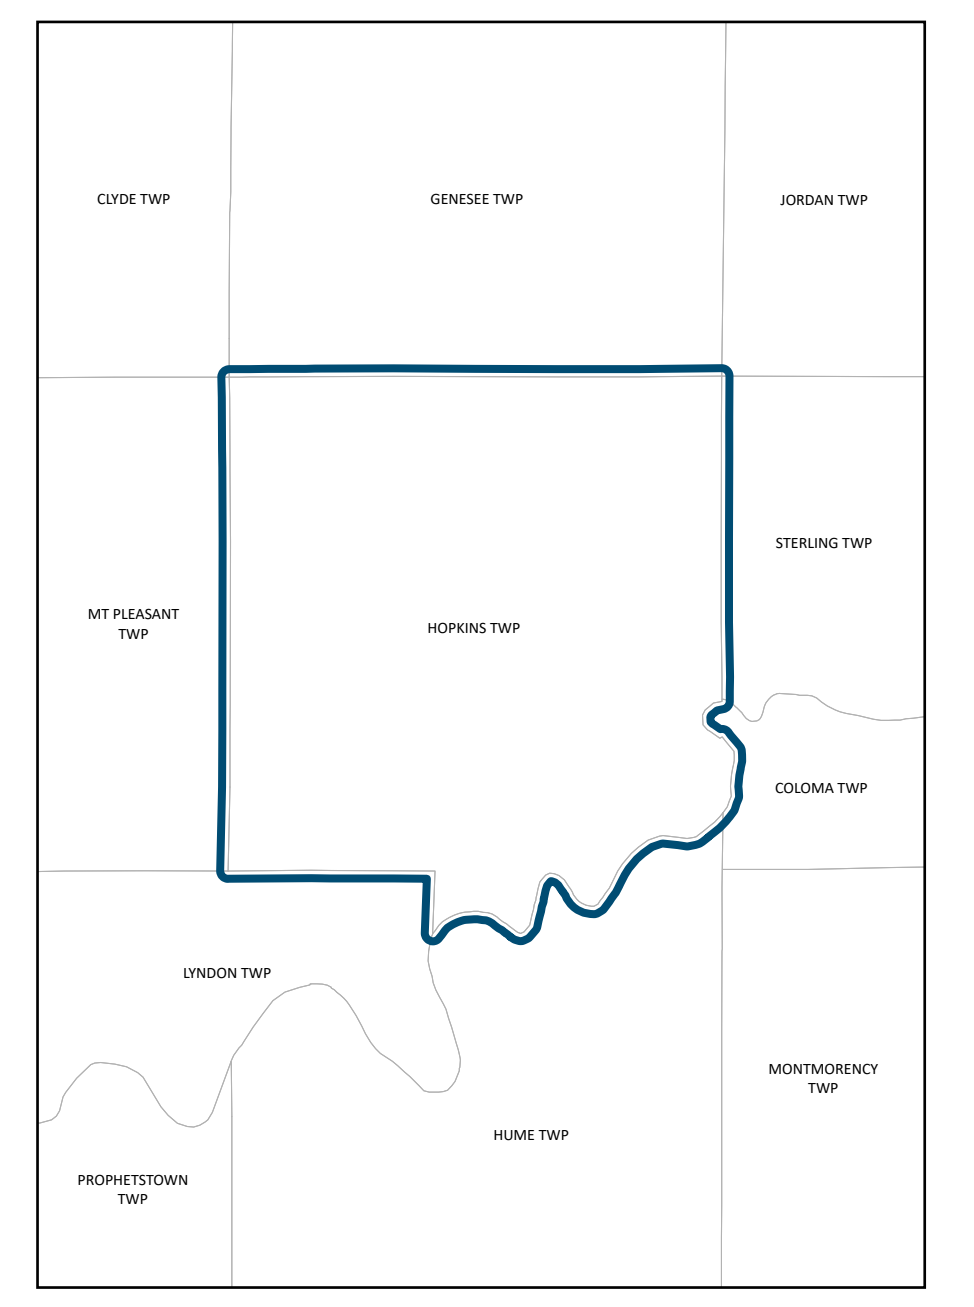 CLYDE TWP
GENESEE TWP
JORDAN TWP
STERLING TWP
MT PLEASANT
TWP
HOPKINS TWP
COLOMA TWP
LYNDON TWP
MONTMORENCY
TWP
HUME TWP
PROPHETSTOWN
TWP